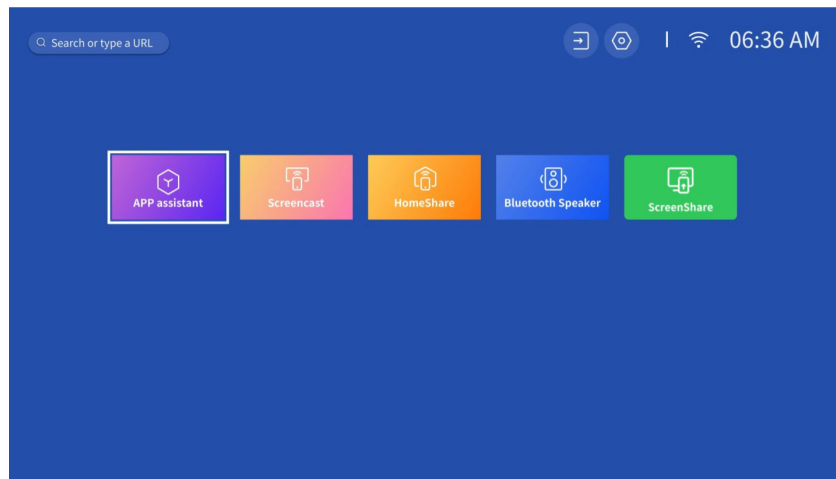 Search or type a URL
06:36 AM
APP assistant
Screencast
HomeShare
Bluetooth Speaker
ScreenShare